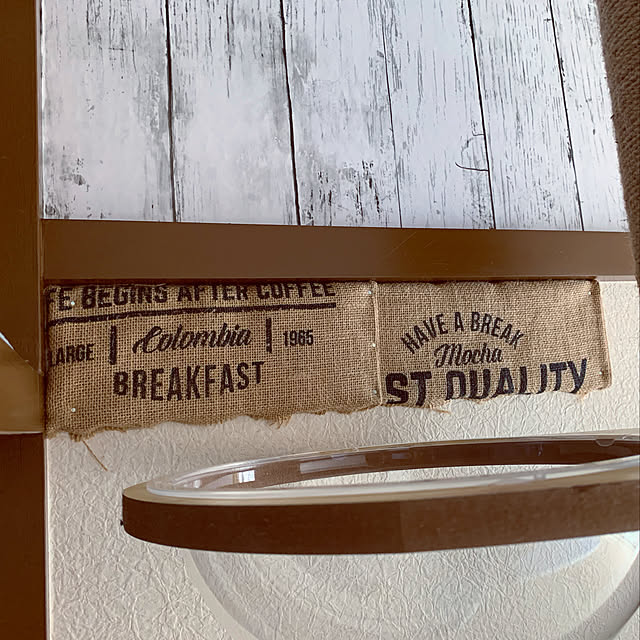 FE BEGINS AFTER COFFEE
LARGE | Colombia | 1965
BREAKFAST
HAVE A BREAK
Mocha
ST QUALITY